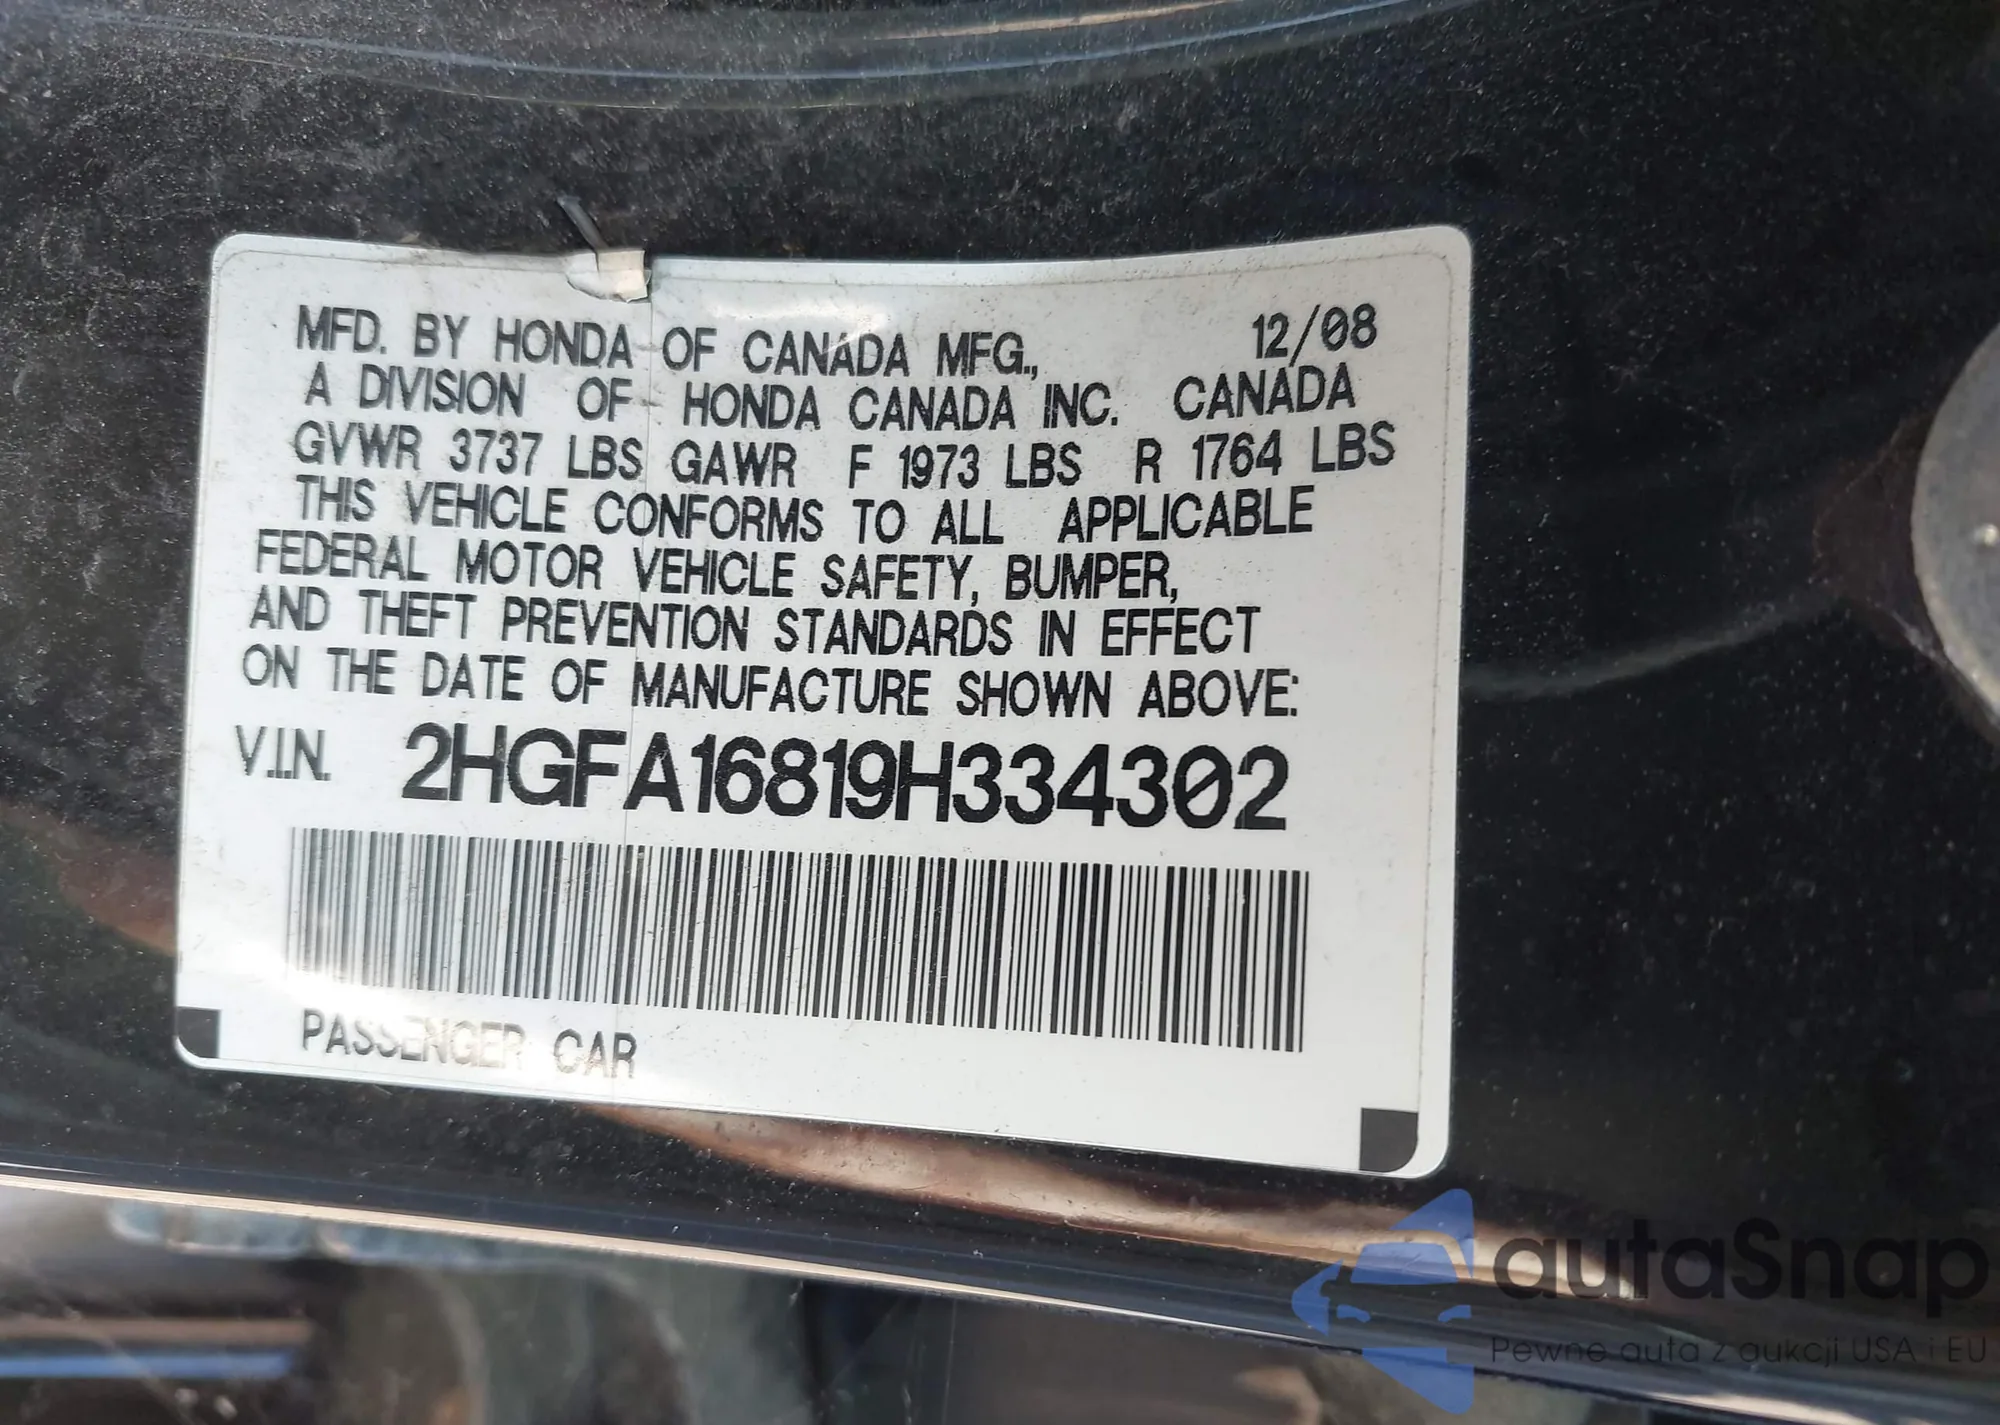 MFD. BY HONDA OF CANADA MFG., 12/08
A DIVISION OF HONDA CANADA INC. CANADA
GVWR 3737 LBS GAWR F 1973 LBS R 1764 LBS
THIS VEHICLE CONFORMS TO ALL APPLICABLE
FEDERAL MOTOR VEHICLE SAFETY, BUMPER,
AND THEFT PREVENTION STANDARDS IN EFFECT
ON THE DATE OF MANUFACTURE SHOWN ABOVE:
V.I.N. 2HGFA16819H334302
PASSENGER CAR
autaSnap
Pewne auta z aukcji USA i EU